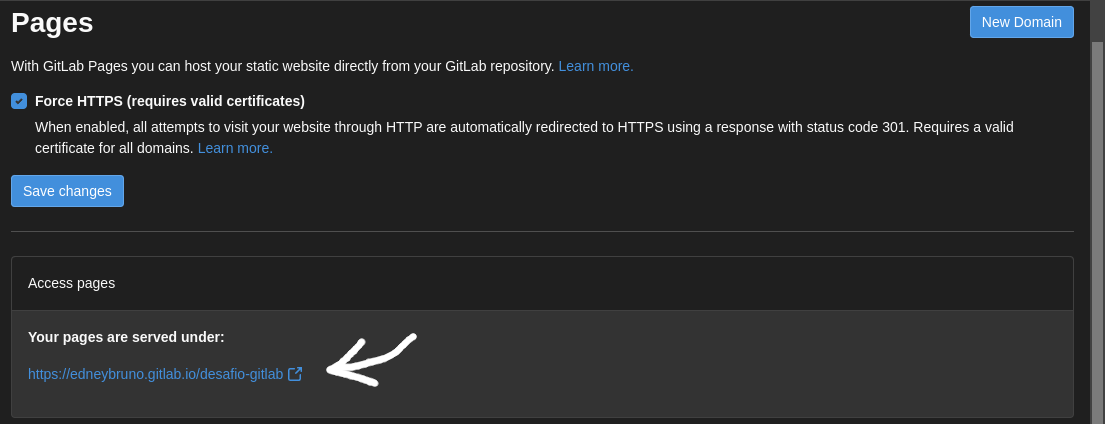 Pages
New Domain
With GitLab Pages you can host your static website directly from your GitLab repository. Learn more.
Force HTTPS (requires valid certificates)
When enabled, all attempts to visit your website through HTTP are automatically redirected to HTTPS using a response with status code 301. Requires a valid
certificate for all domains. Learn more.
Save changes
Access pages
Your pages are served under:
https://edneybruno.gitlab.io/desafio-gitlab